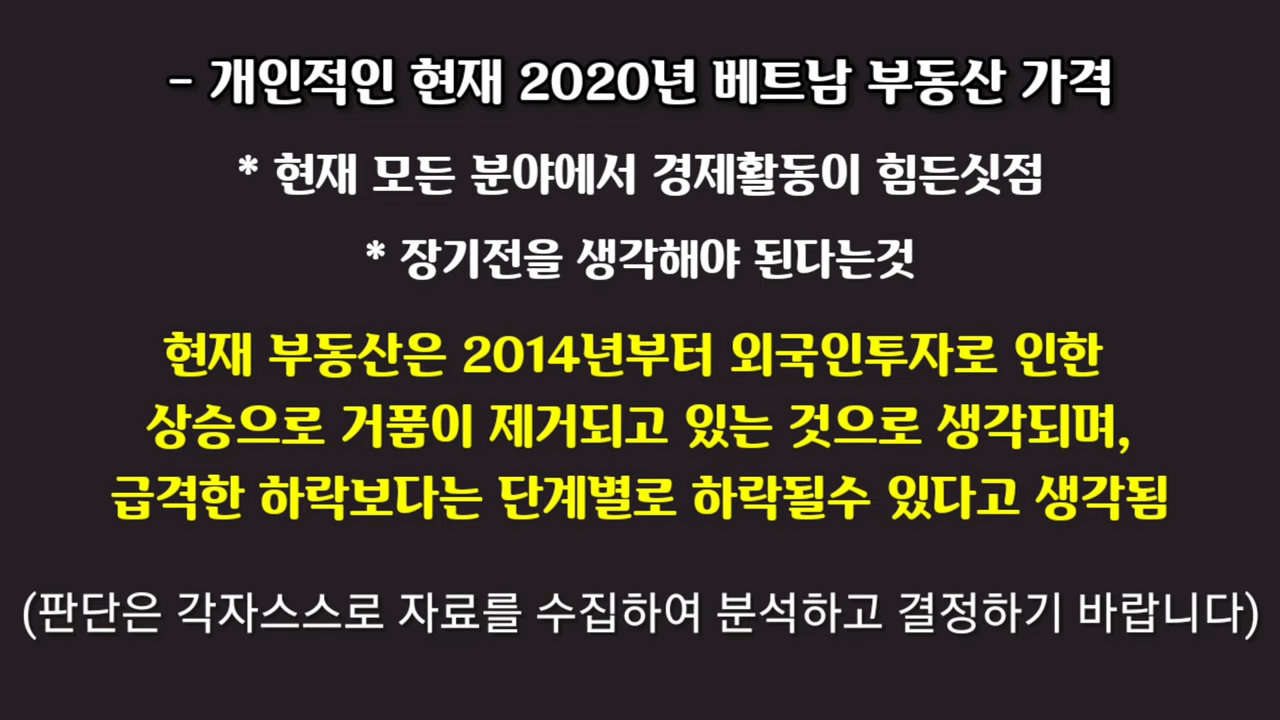 - 개인적인 현재 2020년 베트남 부동산 가격
* 현재 모든 분야에서 경제활동이 힘든싯점
* 장기전을 생각해야 된다는것
현재 부동산은 2014년부터 외국인투자로 인한
상승으로 거품이 제거되고 있는 것으로 생각되며,
급격한 하락보다는 단계별로 하락될수 있다고 생각됨
(판단은 각자스스로 자료를 수집하여 분석하고 결정하기 바랍니다)